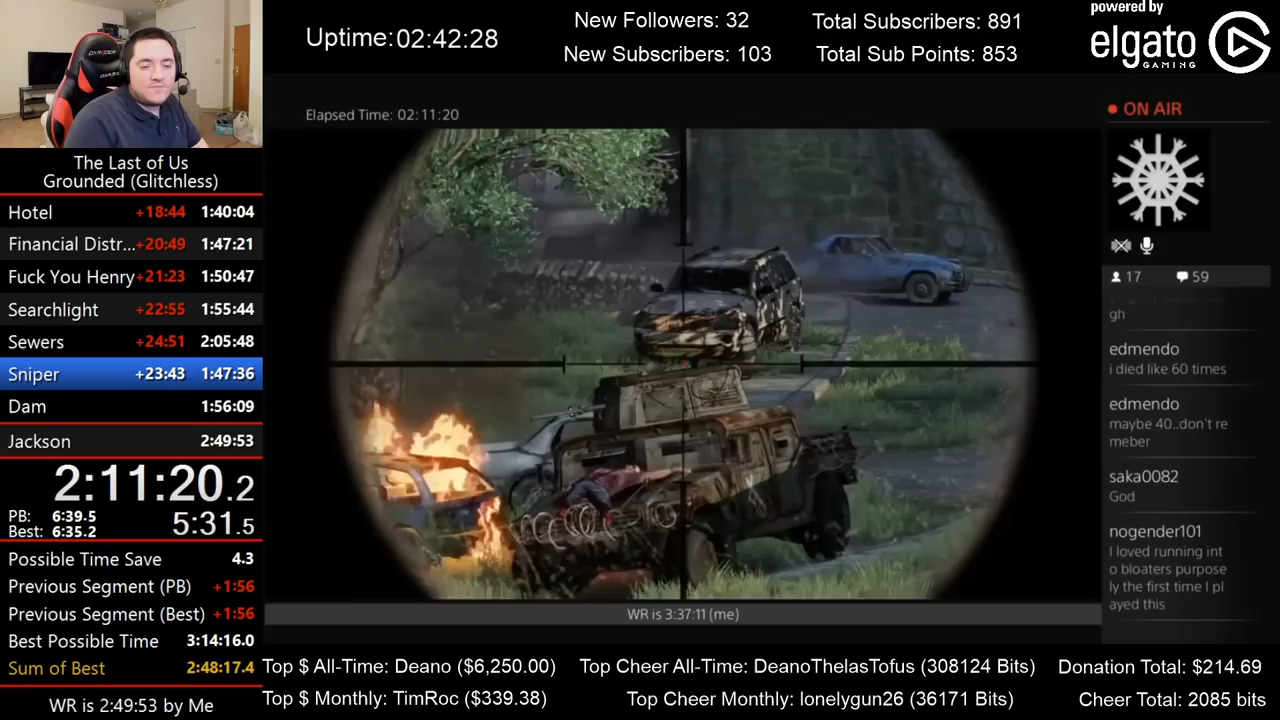 Uptime: 02:42:28
New Followers: 32
New Subscribers: 103
Total Subscribers: 891
Total Sub Points: 853
powered by
elgato
GAMING
DXRACER
The Last of Us
Grounded (Glitchless)
Hotel +18:44 1:40:04
Financial Distr... +20:49 1:47:21
Fuck You Henry +21:23 1:50:47
Searchlight +22:55 1:55:44
Sewers +24:51 2:05:48
Sniper +23:43 1:47:36
Dam 1:56:09
Jackson 2:49:53
2:11:20.2
PB: 6:39.5
Best: 6:35.2
5:31.5
Possible Time Save 4.3
Previous Segment (PB) +1:56
Previous Segment (Best) +1:56
Best Possible Time 3:14:16.0
Sum of Best 2:48:17.4
WR is 2:49:53 by Me
Elapsed Time: 02:11:20
WR is 3:37:11 (me)
ON AIR
17 59
gh
edmendo
i died like 60 times
edmendo
maybe 40..don't re
meber
saka0082
God
nogender101
I loved running int
o bloaters purpose
ly the first time I pl
ayed this
Top $ All-Time: Deano ($6,250.00)
Top Cheer All-Time: DeanoThelasTofus (308124 Bits)
Donation Total: $214.69
Top $ Monthly: TimRoc ($339.38)
Top Cheer Monthly: lonelygun26 (36171 Bits)
Cheer Total: 2085 bits